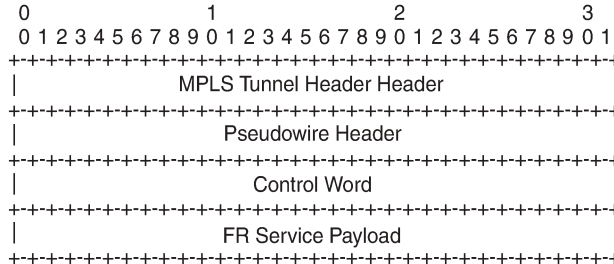 0 1 2 3
0 1 2 3 4 5 6 7 8 9 0 1 2 3 4 5 6 7 8 9 0 1 2 3 4 5 6 7 8 9 0 1
+-+-+-+-+-+-+-+-+-+-+-+-+-+-+-+-+-+-+-+-+-+-+-+-+-+-+-+-+-+-+-+-+
| MPLS Tunnel Header Header
+-+-+-+-+-+-+-+-+-+-+-+-+-+-+-+-+-+-+-+-+-+-+-+-+-+-+-+-+-+-+-+-+
| Pseudowire Header
+-+-+-+-+-+-+-+-+-+-+-+-+-+-+-+-+-+-+-+-+-+-+-+-+-+-+-+-+-+-+-+-+
| Control Word
+-+-+-+-+-+-+-+-+-+-+-+-+-+-+-+-+-+-+-+-+-+-+-+-+-+-+-+-+-+-+-+-+
| FR Service Payload
+-+-+-+-+-+-+-+-+-+-+-+-+-+-+-+-+-+-+-+-+-+-+-+-+-+-+-+-+-+-+-+-+